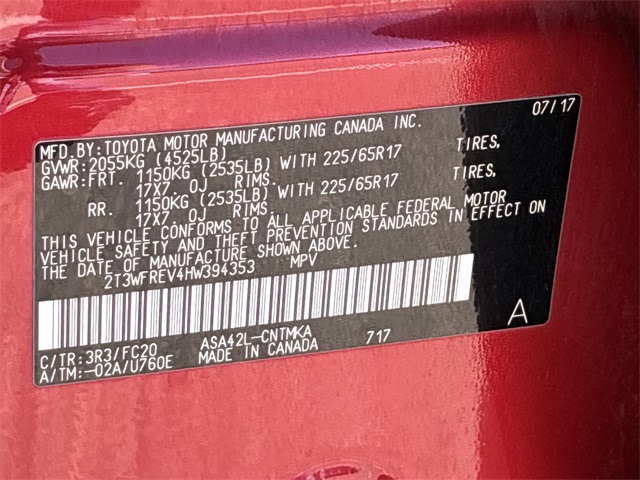 07/17
MFD.BY:TOYOTA MOTOR MANUFACTURING CANADA INC.
GVWR:2055KG (4525LB)
GAWR:FRT. 1150KG (2535LB) WITH 225/65R17 TIRES,
17X7. 0J RIMS.
RR. 1150KG (2535LB) WITH 225/65R17 TIRES,
17X7. 0J RIMS.
THIS VEHICLE CONFORMS TO ALL APPLICABLE FEDERAL MOTOR
VEHICLE SAFETY AND THEFT PREVENTION STANDARDS IN EFFECT ON
THE DATE OF MANUFACTURE SHOWN ABOVE.
2T3WFREV4HW394353 MPV
C/TR:3R3/FC20 ASA42L-CNTMKA 717
A/TM:-02A/U760E MADE IN CANADA
A